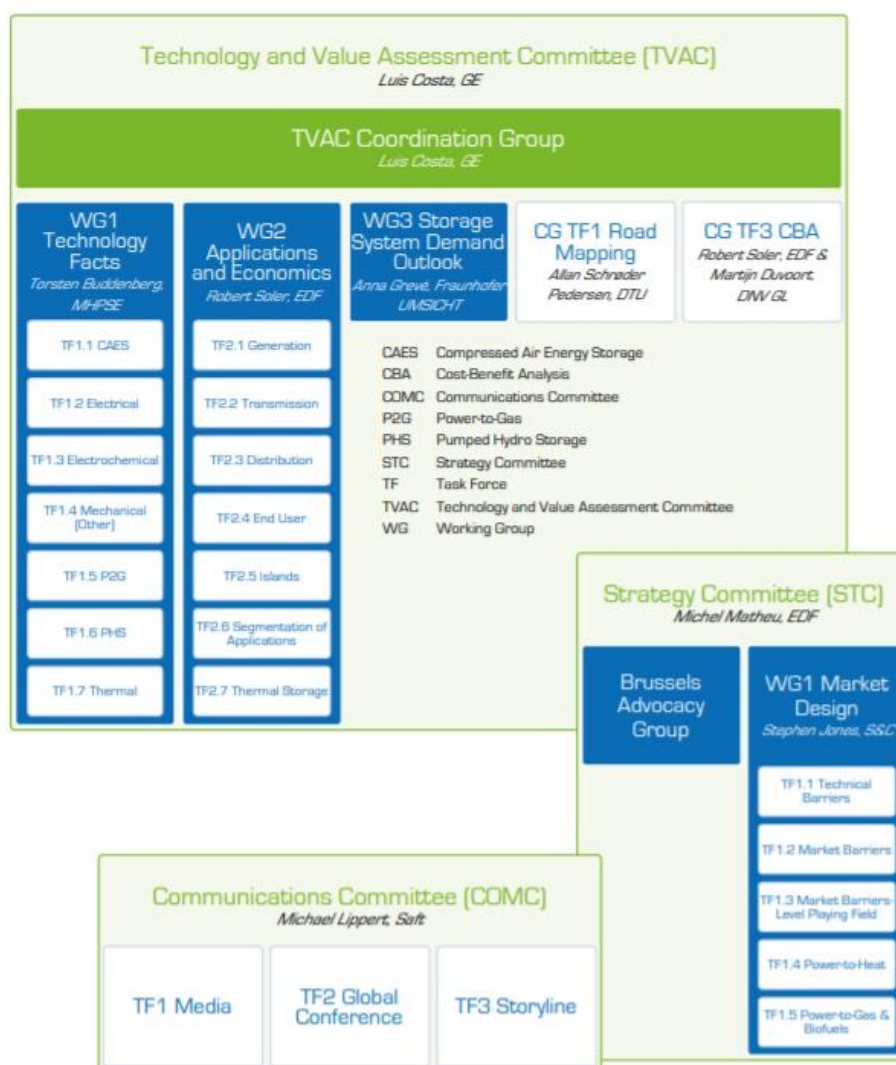 Technology and Value Assessment Committee (TVAC)
Luis Costa, GE
TVAC Coordination Group
Luis Costa, GE
WG1
Technology
Facts
Torsten Buddenberg,
MHPSE
TF1.1 CAES
TF1.2 Electrical
TF1.3 Electrochemical
TF1.4 Mechanical
(Other)
TF1.5 P2G
TF1.6 PHS
TF1.7 Thermal
WG2
Applications
and Economics
Robert Soler, EDF
TF2.1 Generation
TF2.2 Transmission
TF2.3 Distribution
TF2.4 End User
TF2.5 Islands
TF2.6 Segmentation of
Applications
TF2.7 Thermal Storage
WG3 Storage
System Demand
Outlook
Anna Grevé, Fraunhofer
UMSICHT
CG TF1 Road
Mapping
Allan Schrøder
Pedersen, DTU
CG TF3 CBA
Robert Soler, EDF &
Martijn Duvoort,
DNV GL
CAES Compressed Air Energy Storage
CBA Cost-Benefit Analysis
COMC Communications Committee
P2G Power-to-Gas
PHS Pumped Hydro Storage
STC Strategy Committee
TF Task Force
TVAC Technology and Value Assessment Committee
WG Working Group
Strategy Committee (STC)
Michel Matheu, EDF
Brussels
Advocacy
Group
WG1 Market
Design
Stephen Jones, S&C
TF1.1 Technical
Barriers
TF1.2 Market Barriers
TF1.3 Market Barriers-
Level Playing Field
TF1.4 Power-to-Heat
TF1.5 Power-to-Gas &
Biofuels
Communications Committee (COMC)
Michael Lippert, Saft
TF1 Media
TF2 Global
Conference
TF3 Storyline